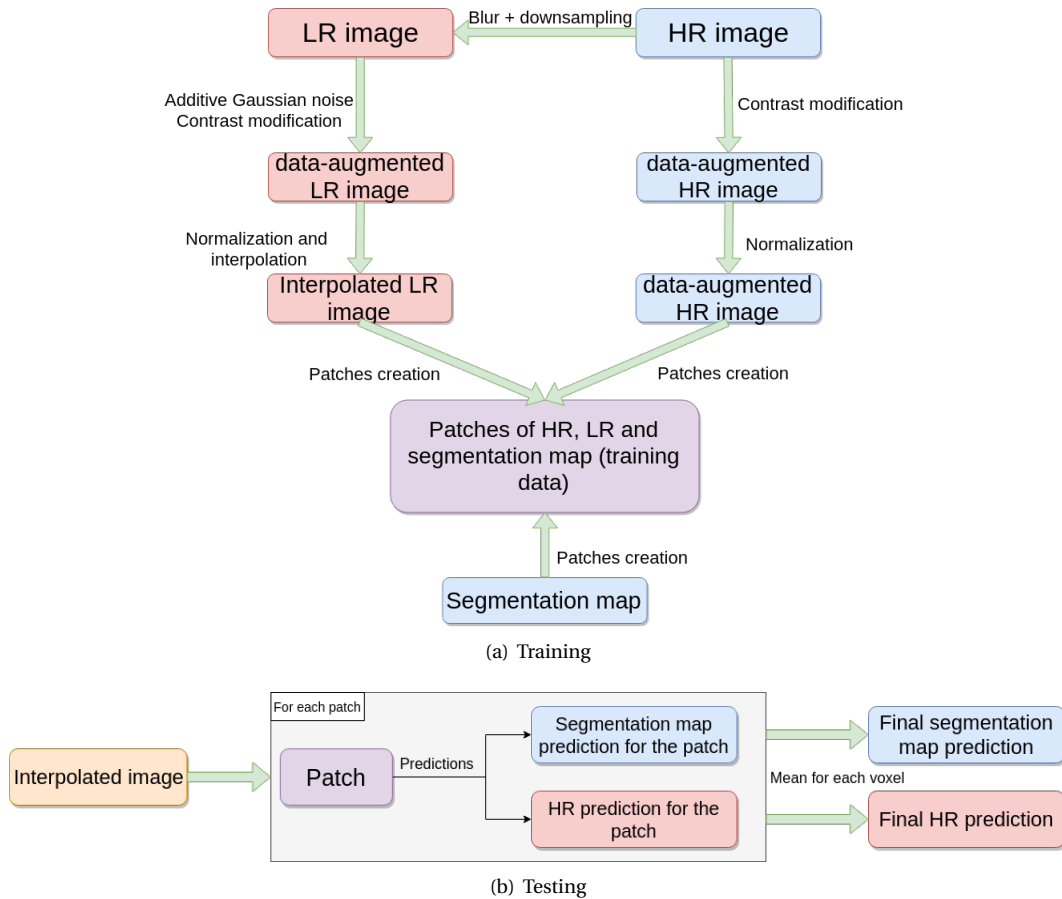 LR image
Blur + downsampling
HR image
Additive Gaussian noise
Contrast modification
Contrast modification
data-augmented
LR image
data-augmented
HR image
Normalization and
interpolation
Normalization
Interpolated LR
image
data-augmented
HR image
Patches creation
Patches creation
Patches of HR, LR and
segmentation map (training
data)
Patches creation
Segmentation map
(a) Training
For each patch
Interpolated image
Patch
Predictions
Segmentation map
prediction for the patch
HR prediction for the
patch
Mean for each voxel
Final segmentation
map prediction
Final HR prediction
(b) Testing